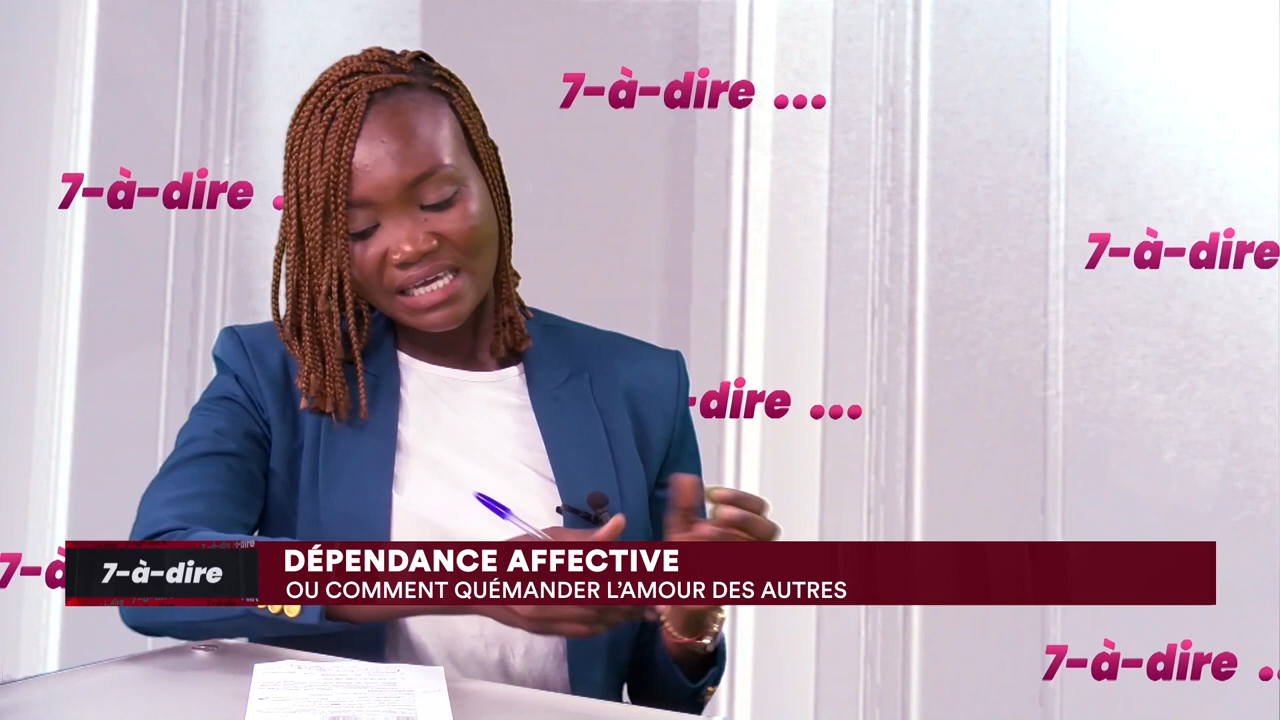 7-à-dire ...
7-à-dire .
7-à-dire
-dire ...
7-à
7-à-dire
DÉPENDANCE AFFECTIVE
OU COMMENT QUÉMANDER L'AMOUR DES AUTRES
7-à-dire ..